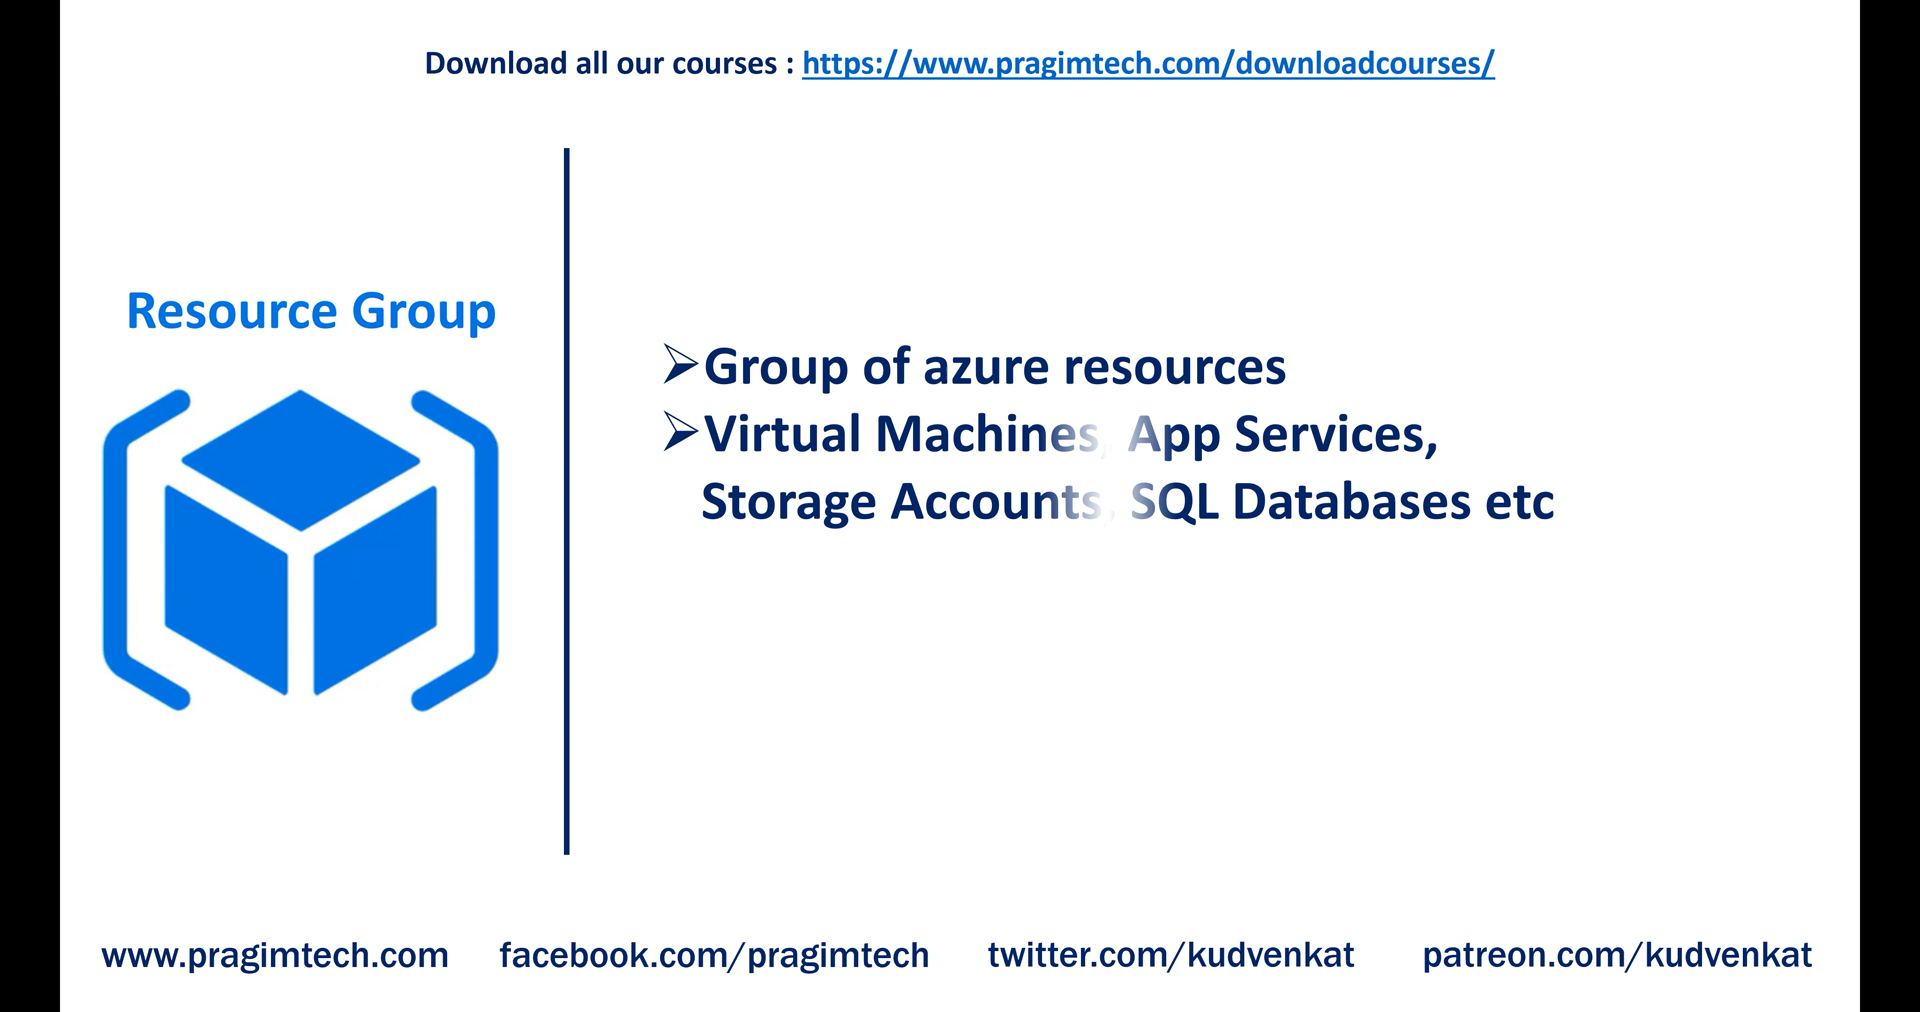 Download all our courses : https://www.pragimtech.com/downloadcourses/
Resource Group
➢Group of azure resources
➢Virtual Machines, App Services,
Storage Accounts, SQL Databases etc
www.pragimtech.com facebook.com/pragimtech twitter.com/kudvenkat patreon.com/kudvenkat